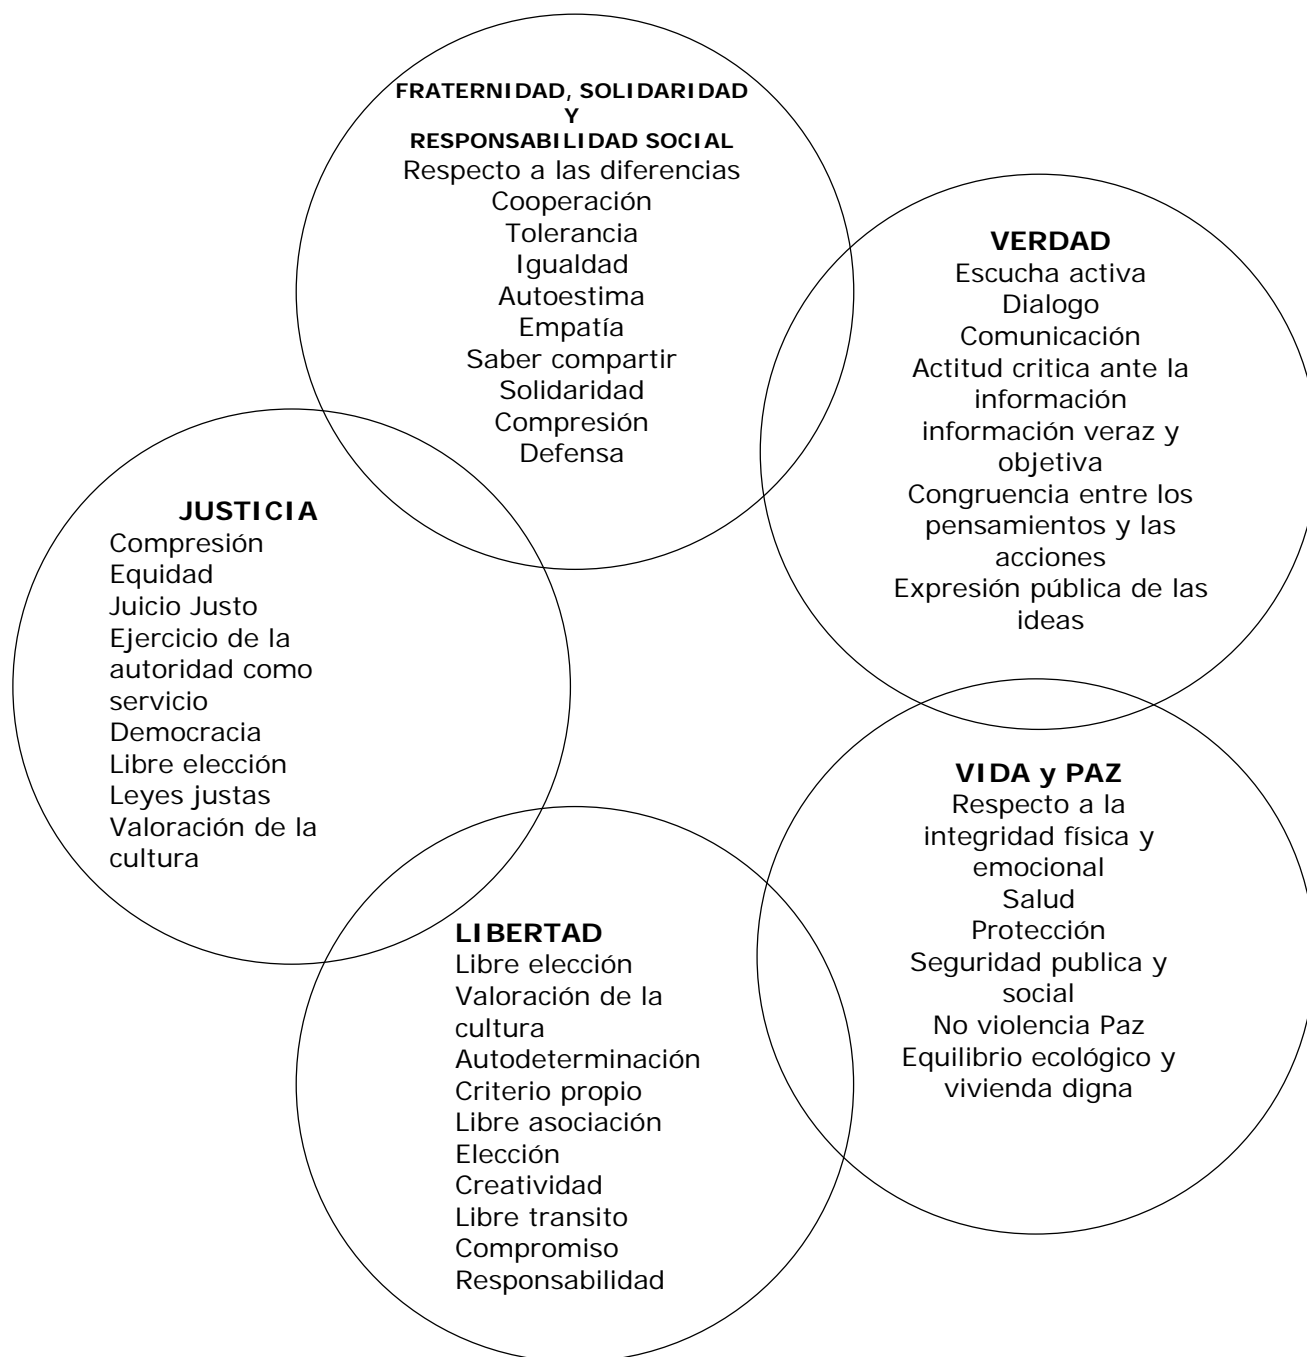 FRATERNIDAD, SOLIDARIDAD
Y
RESPONSABILIDAD SOCIAL
Respecto a las diferencias
Cooperación
Tolerancia
Igualdad
Autoestima
Empatía
Saber compartir
Solidaridad
Compresión
Defensa
VERDAD
Escucha activa
Dialogo
Comunicación
Actitud critica ante la
información
información veraz y
objetiva
Congruencia entre los
pensamientos y las
acciones
Expresión pública de las
ideas
JUSTICIA
Compresión
Equidad
Juicio Justo
Ejercicio de la
autoridad como
servicio
Democracia
Libre elección
Leyes justas
Valoración de la
cultura
VIDA y PAZ
Respecto a la
integridad física y
emocional
Salud
Protección
Seguridad publica y
social
No violencia Paz
Equilibrio ecológico y
vivienda digna
LIBERTAD
Libre elección
Valoración de la
cultura
Autodeterminación
Criterio propio
Libre asociación
Elección
Creatividad
Libre transito
Compromiso
Responsabilidad